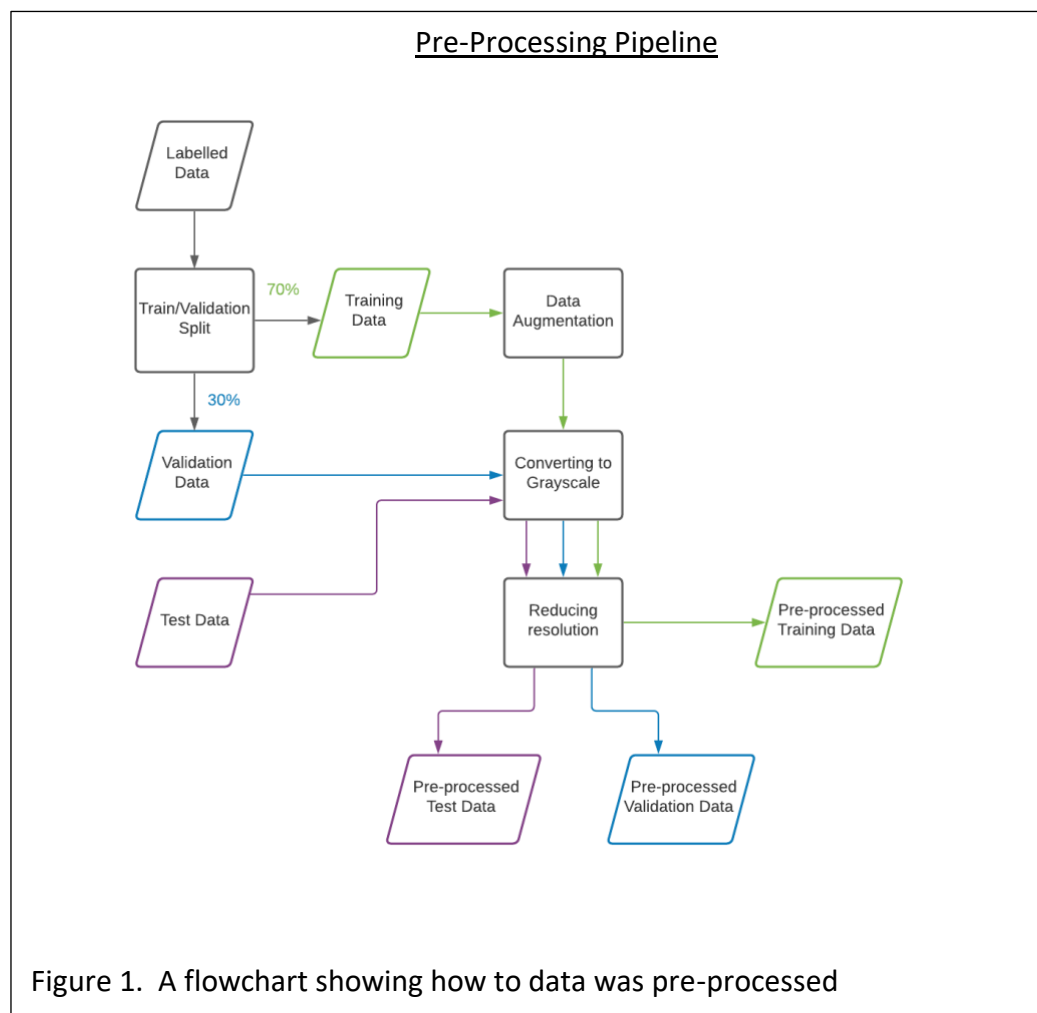 Pre-Processing Pipeline
Labelled
Data
Train/Validation
Split
70%
Training
Data
Data
Augmentation
30%
Validation
Data
Converting to
Grayscale
Test Data
Reducing
resolution
Pre-processed
Training Data
Pre-processed
Test Data
Pre-processed
Validation Data
Figure 1.  A flowchart showing how to data was pre-processed